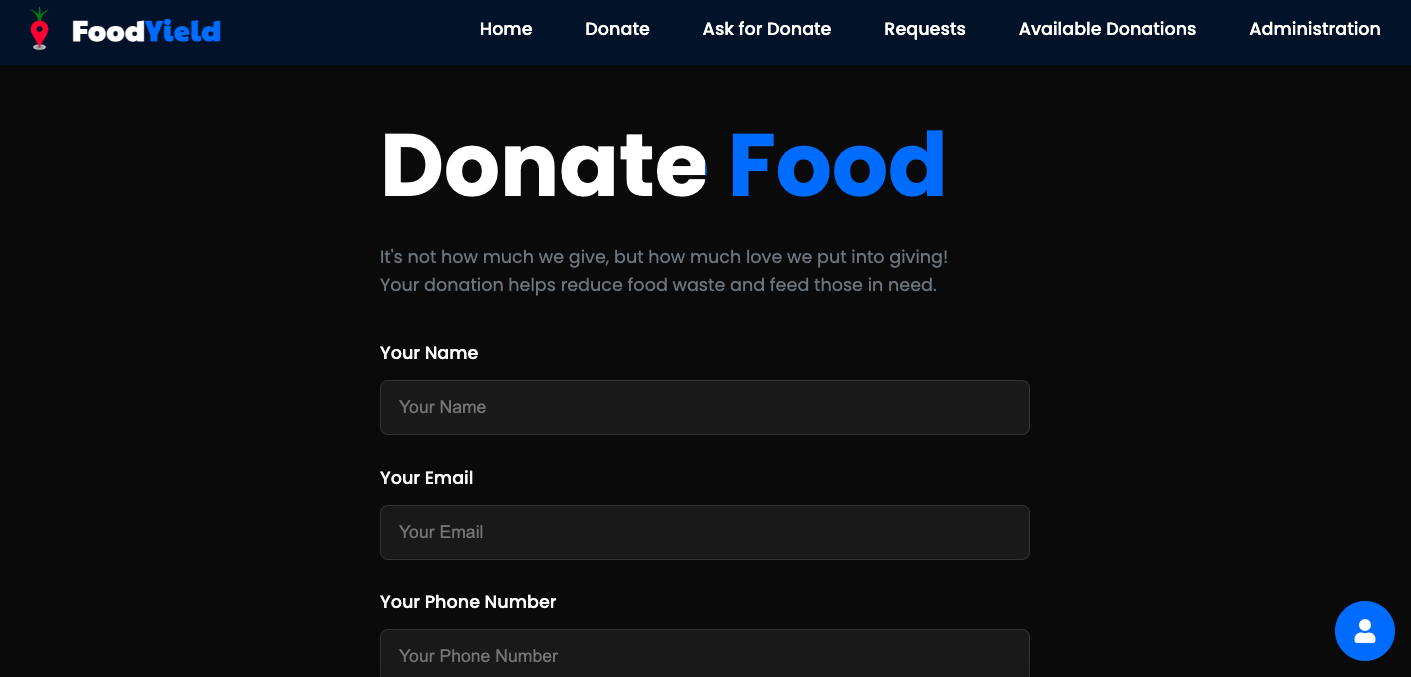 FoodYield
Home
Donate
Ask for Donate
Requests
Available Donations
Administration
Donate Food
It's not how much we give, but how much love we put into giving!
Your donation helps reduce food waste and feed those in need.
Your Name
Your Name
Your Email
Your Email
Your Phone Number
Your Phone Number